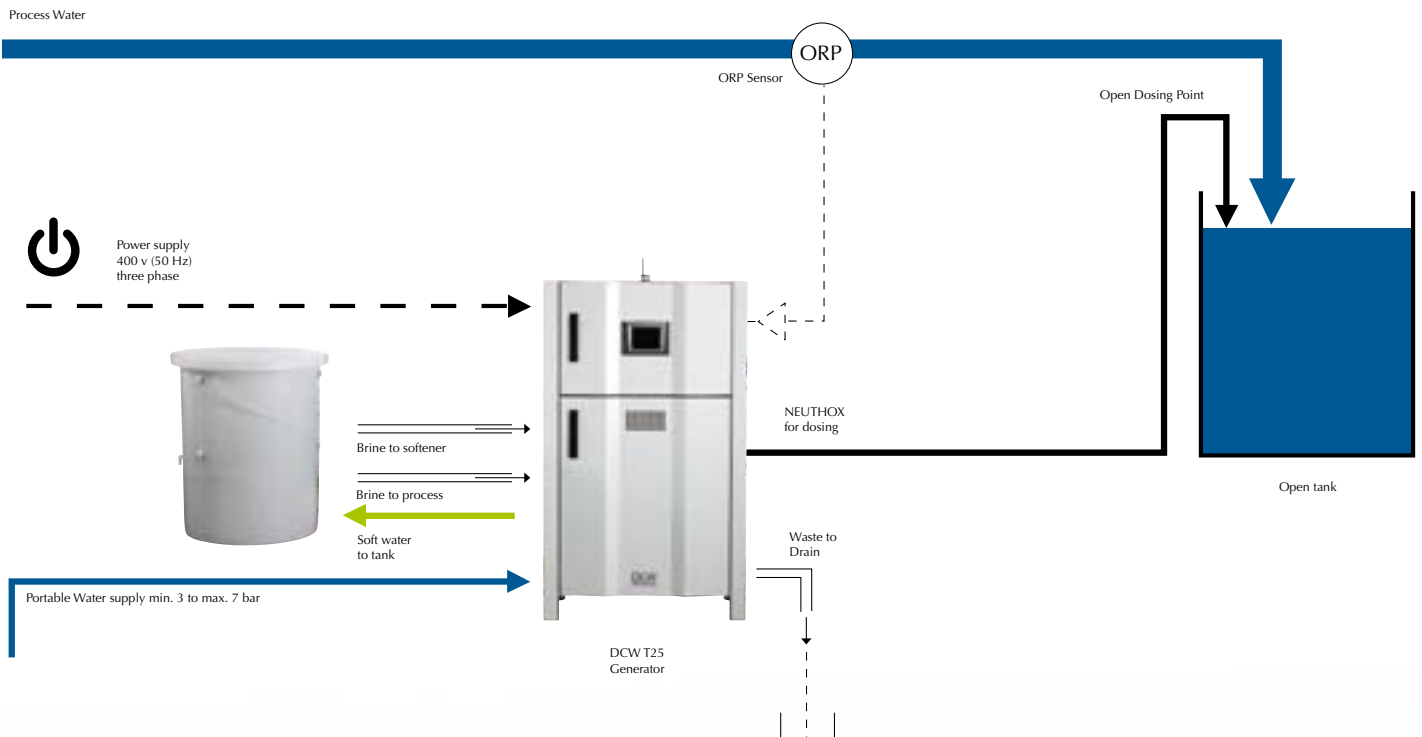 Process Water
ORP
ORP Sensor
Open Dosing Point
Power supply
400 v (50 Hz)
three phase
NEUTHOX
for dosing
Brine to softener
Brine to process
Open tank
Soft water
to tank
Waste to
Drain
DCW
Portable Water supply min. 3 to max. 7 bar
DCW T25
Generator